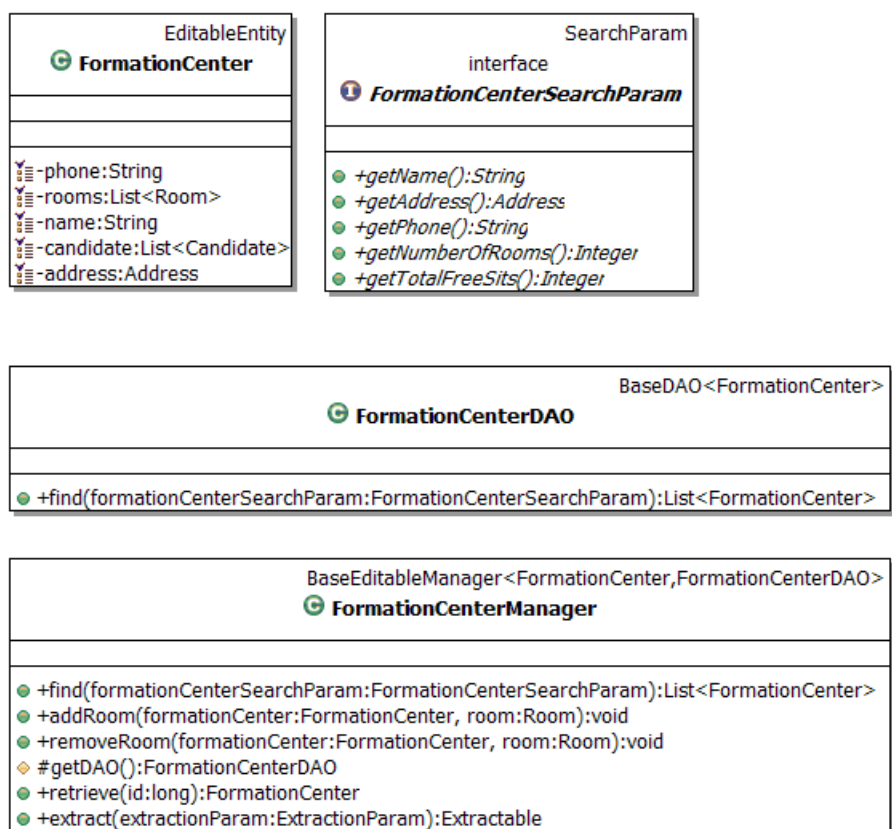 EditableEntity
FormationCenter
-phone:String
-rooms:List<Room>
-name:String
-candidate:List<Candidate>
-address:Address
SearchParam
interface
FormationCenterSearchParam
+getName():String
+getAddress():Address
+getPhone():String
+getNumberOfRooms():Integer
+getTotalFreeSits():Integer
BaseDAO<FormationCenter>
FormationCenterDAO
+find(formationCenterSearchParam:FormationCenterSearchParam):List<FormationCenter>
BaseEditableManager<FormationCenter,FormationCenterDAO>
FormationCenterManager
+find(formationCenterSearchParam:FormationCenterSearchParam):List<FormationCenter>
+addRoom(formationCenter:FormationCenter, room:Room):void
+removeRoom(formationCenter:FormationCenter, room:Room):void
#getDAO():FormationCenterDAO
+retrieve(id:long):FormationCenter
+extract(extractionParam:ExtractionParam):Extractable